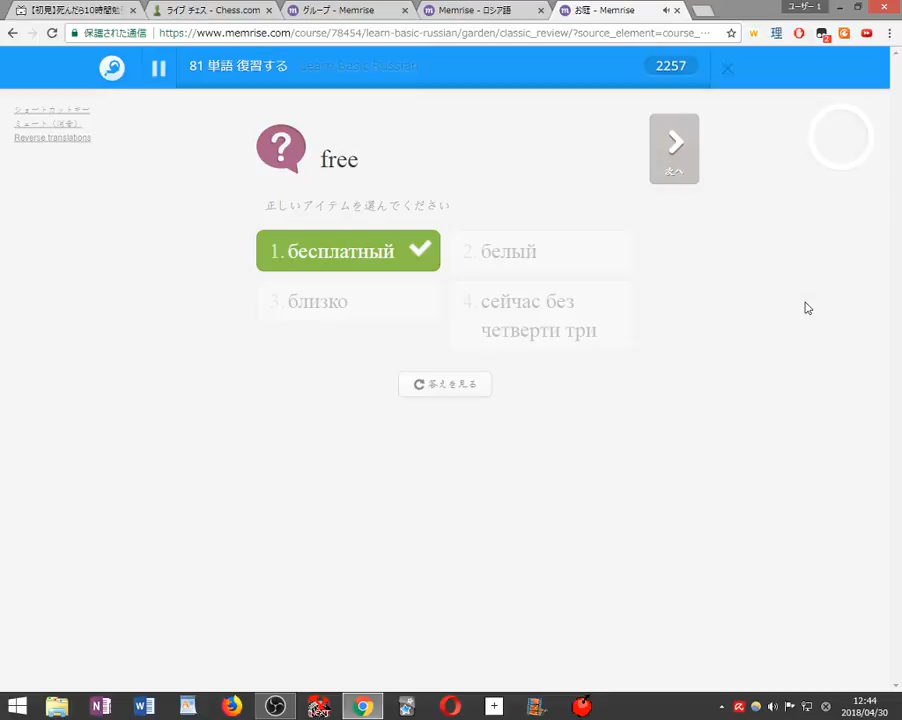 【初見】死んだら10時間勉
ライブ チェス - Chess.com
グループ - Memrise
Memrise - ロシア語
お庭 - Memrise
ユーザー 1
保護された通信
https://www.memrise.com/course/78454/learn-basic-russian/garden/classic_review/?source_element=course_…
81 単語 復習する
Learn Basic Russian
2257
ショートカットキー
ミュート (消音)
Reverse translations
free
次へ
正しいアイテムを選んでください
1. бесплатный
2. белый
3. близко
4. сейчас без
четверти три
答えを見る
12:44
2018/04/30